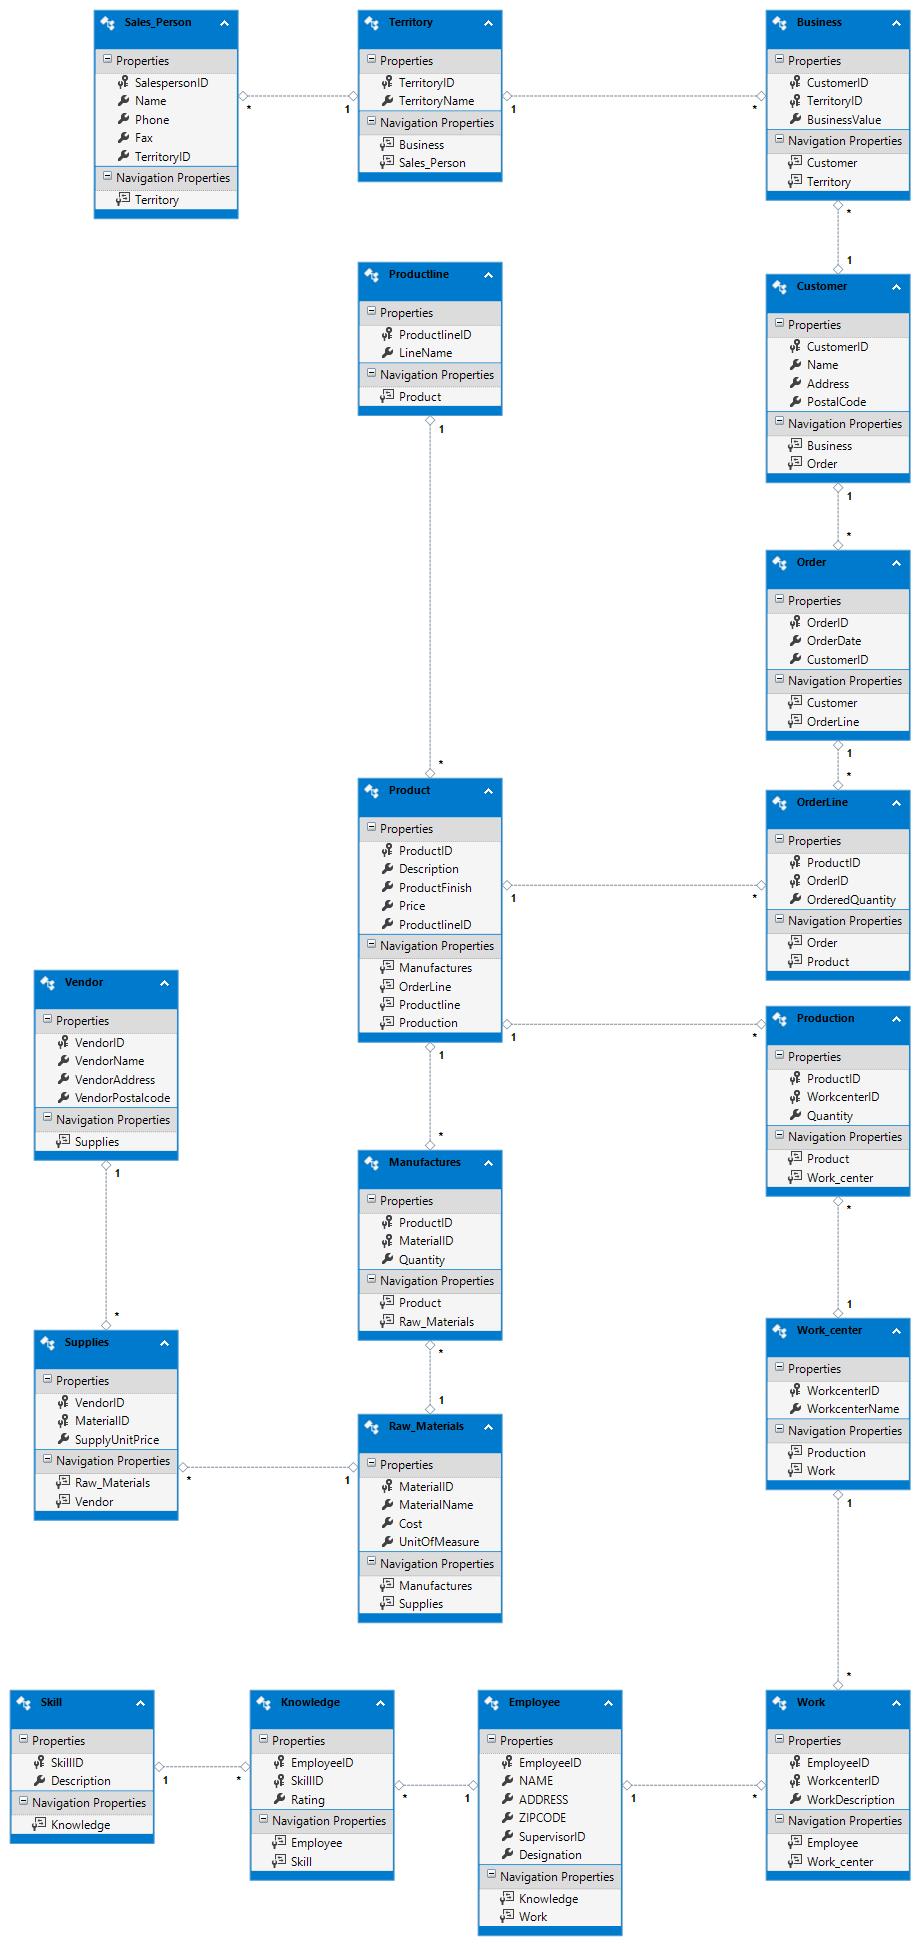 Sales_Person
Properties
SalespersonID
Name
Phone
Fax
TerritoryID
Navigation Properties
Territory
*
1
Territory
Properties
TerritoryID
TerritoryName
Navigation Properties
Business
Sales_Person
1
*
Business
Properties
CustomerID
TerritoryID
BusinessValue
Navigation Properties
Customer
Territory
*
1
Productline
Properties
ProductlineID
LineName
Navigation Properties
Product
1
*
Customer
Properties
CustomerID
Name
Address
PostalCode
Navigation Properties
Business
Order
1
*
Order
Properties
OrderID
OrderDate
CustomerID
Navigation Properties
Customer
OrderLine
1
*
Product
Properties
ProductID
Description
ProductFinish
Price
ProductlineID
Navigation Properties
Manufactures
OrderLine
Productline
Production
1
*
1
*
1
*
OrderLine
Properties
ProductID
OrderID
OrderedQuantity
Navigation Properties
Order
Product
Vendor
Properties
VendorID
VendorName
VendorAddress
VendorPostalcode
Navigation Properties
Supplies
1
*
Production
Properties
ProductID
WorkcenterID
Quantity
Navigation Properties
Product
Work_center
*
1
Manufactures
Properties
ProductID
MaterialID
Quantity
Navigation Properties
Product
Raw_Materials
*
1
Supplies
Properties
VendorID
MaterialID
SupplyUnitPrice
Navigation Properties
Raw_Materials
Vendor
*
1
Raw_Materials
Properties
MaterialID
MaterialName
Cost
UnitOfMeasure
Navigation Properties
Manufactures
Supplies
Work_center
Properties
WorkcenterID
WorkcenterName
Navigation Properties
Production
Work
1
*
Skill
Properties
SkillID
Description
Navigation Properties
Knowledge
1
*
Knowledge
Properties
EmployeeID
SkillID
Rating
Navigation Properties
Employee
Skill
*
1
Employee
Properties
EmployeeID
NAME
ADDRESS
ZIPCODE
SupervisorID
Designation
Navigation Properties
Knowledge
Work
1
*
Work
Properties
EmployeeID
WorkcenterID
WorkDescription
Navigation Properties
Employee
Work_center